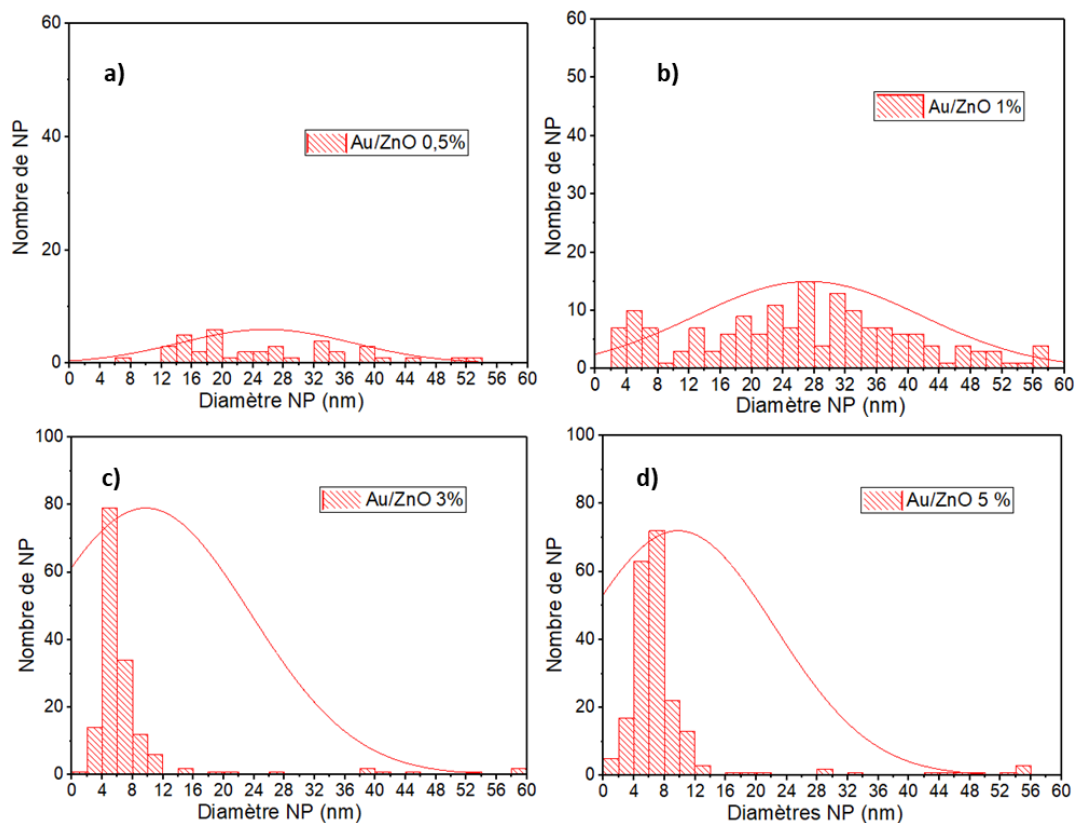 a)
Au/ZnO 0,5%
Nombre de NP
60
40
20
0
0 4 8 12 16 20 24 28 32 36 40 44 48 52 56 60
Diamètre NP (nm)
b)
Au/ZnO 1%
Nombre de NP
60
50
40
30
20
10
0
0 4 8 12 16 20 24 28 32 36 40 44 48 52 56 60
Diamètre NP (nm)
c)
Au/ZnO 3%
Nombre de NP
100
80
60
40
20
0
0 4 8 12 16 20 24 28 32 36 40 44 48 52 56 60
Diamètre NP (nm)
d)
Au/ZnO 5 %
Nombre de NP
100
80
60
40
20
0
0 4 8 12 16 20 24 28 32 36 40 44 48 52 56 60
Diamètres NP (nm)